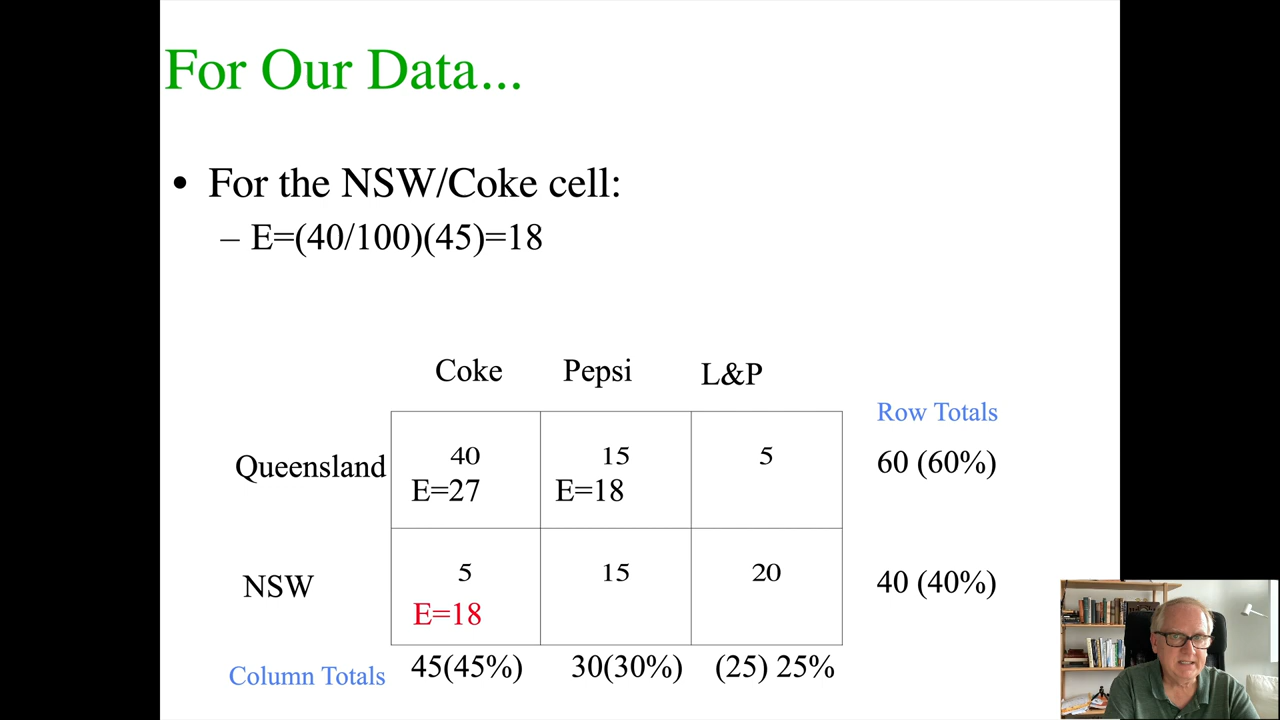 For Our Data...
• For the NSW/Coke cell:
– E=(40/100)(45)=18
Coke Pepsi L&P
Row Totals
Queensland 40 15 5 60 (60%)
E=27 E=18
NSW 5 15 20 40 (40%)
E=18
Column Totals 45(45%) 30(30%) (25) 25%